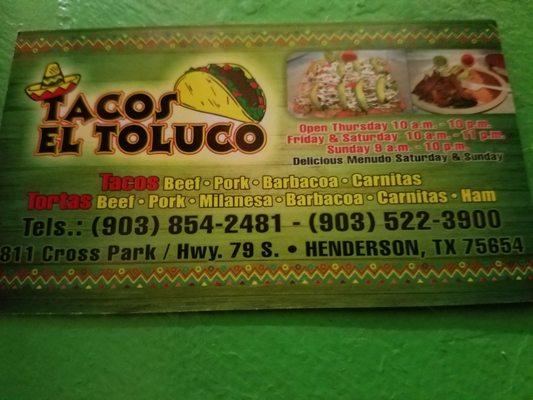 TACOS
EL TOLUCO
Open Thursday 10 a.m. - 10 p.m.
Friday & Saturday 10 a.m. - 11 p.m.
Sunday 9 a.m. - 10 p.m.
Delicious Menudo Saturday & Sunday
Tacos Beef • Pork • Barbacoa • Carnitas
Tortas Beef • Pork • Milanesa • Barbacoa • Carnitas • Ham
Tels.: (903) 854-2481 - (903) 522-3900
811 Cross Park / Hwy. 79 S. • HENDERSON, TX 75654